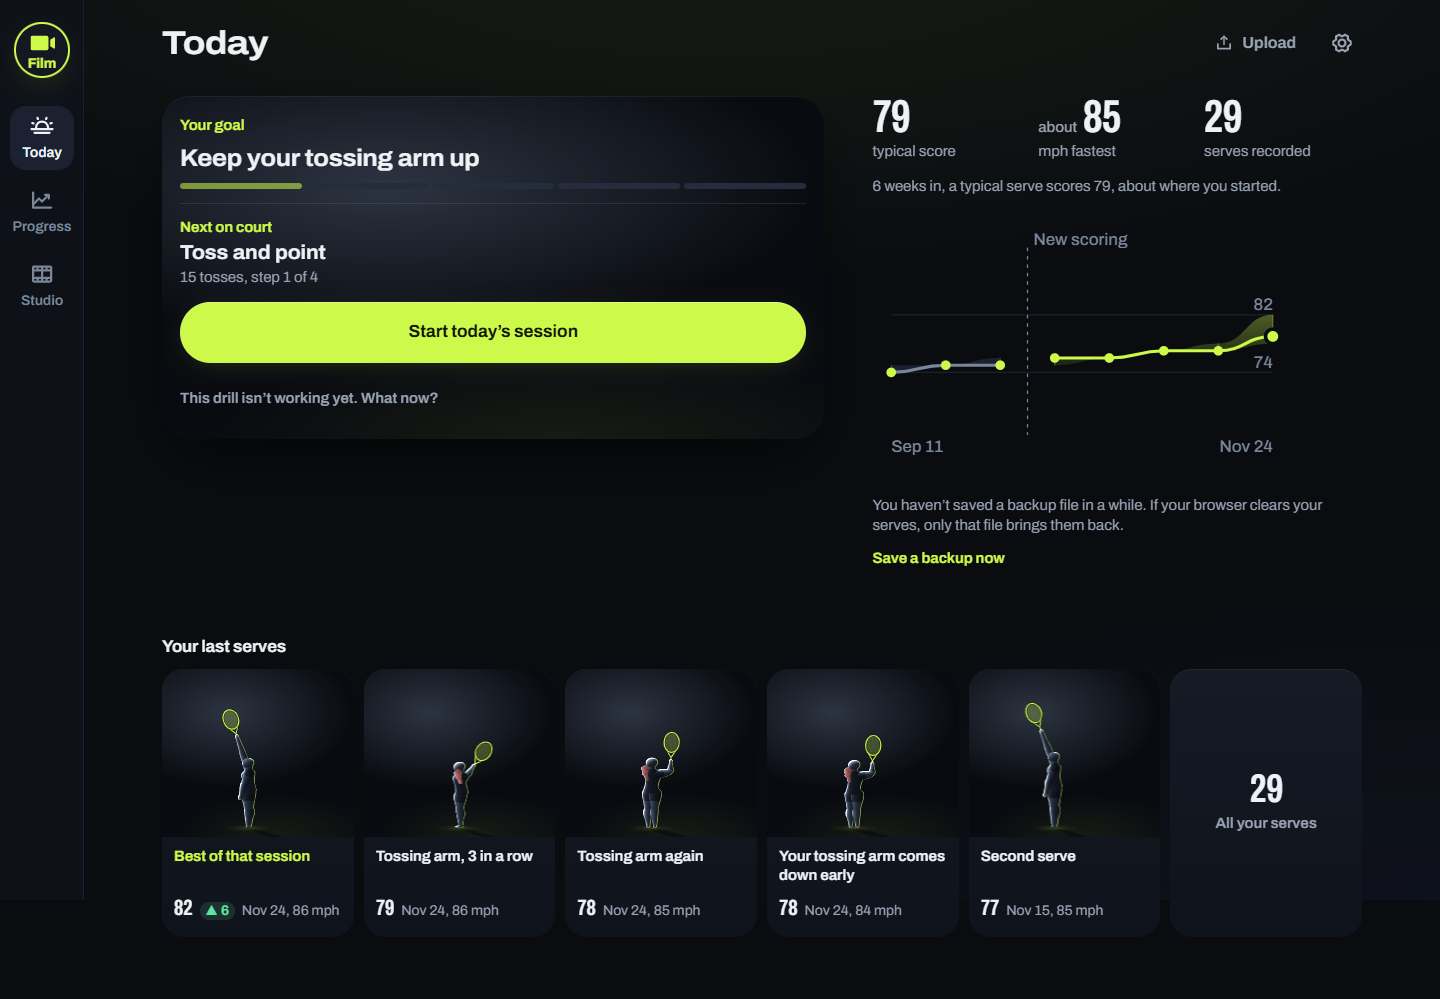 Film
Today
Progress
Studio
Today
Upload
Your goal
Keep your tossing arm up
Next on court
Toss and point
15 tosses, step 1 of 4
Start today’s session
This drill isn’t working yet. What now?
79
typical score
about 85
mph fastest
29
serves recorded
6 weeks in, a typical serve scores 79, about where you started.
New scoring
82
74
Sep 11
Nov 24
You haven’t saved a backup file in a while. If your browser clears your
serves, only that file brings them back.
Save a backup now
Your last serves
Best of that session
82 ▲ 6 Nov 24, 86 mph
Tossing arm, 3 in a row
79 Nov 24, 86 mph
Tossing arm again
78 Nov 24, 85 mph
Your tossing arm comes
down early
78 Nov 24, 84 mph
Second serve
77 Nov 15, 85 mph
29
All your serves